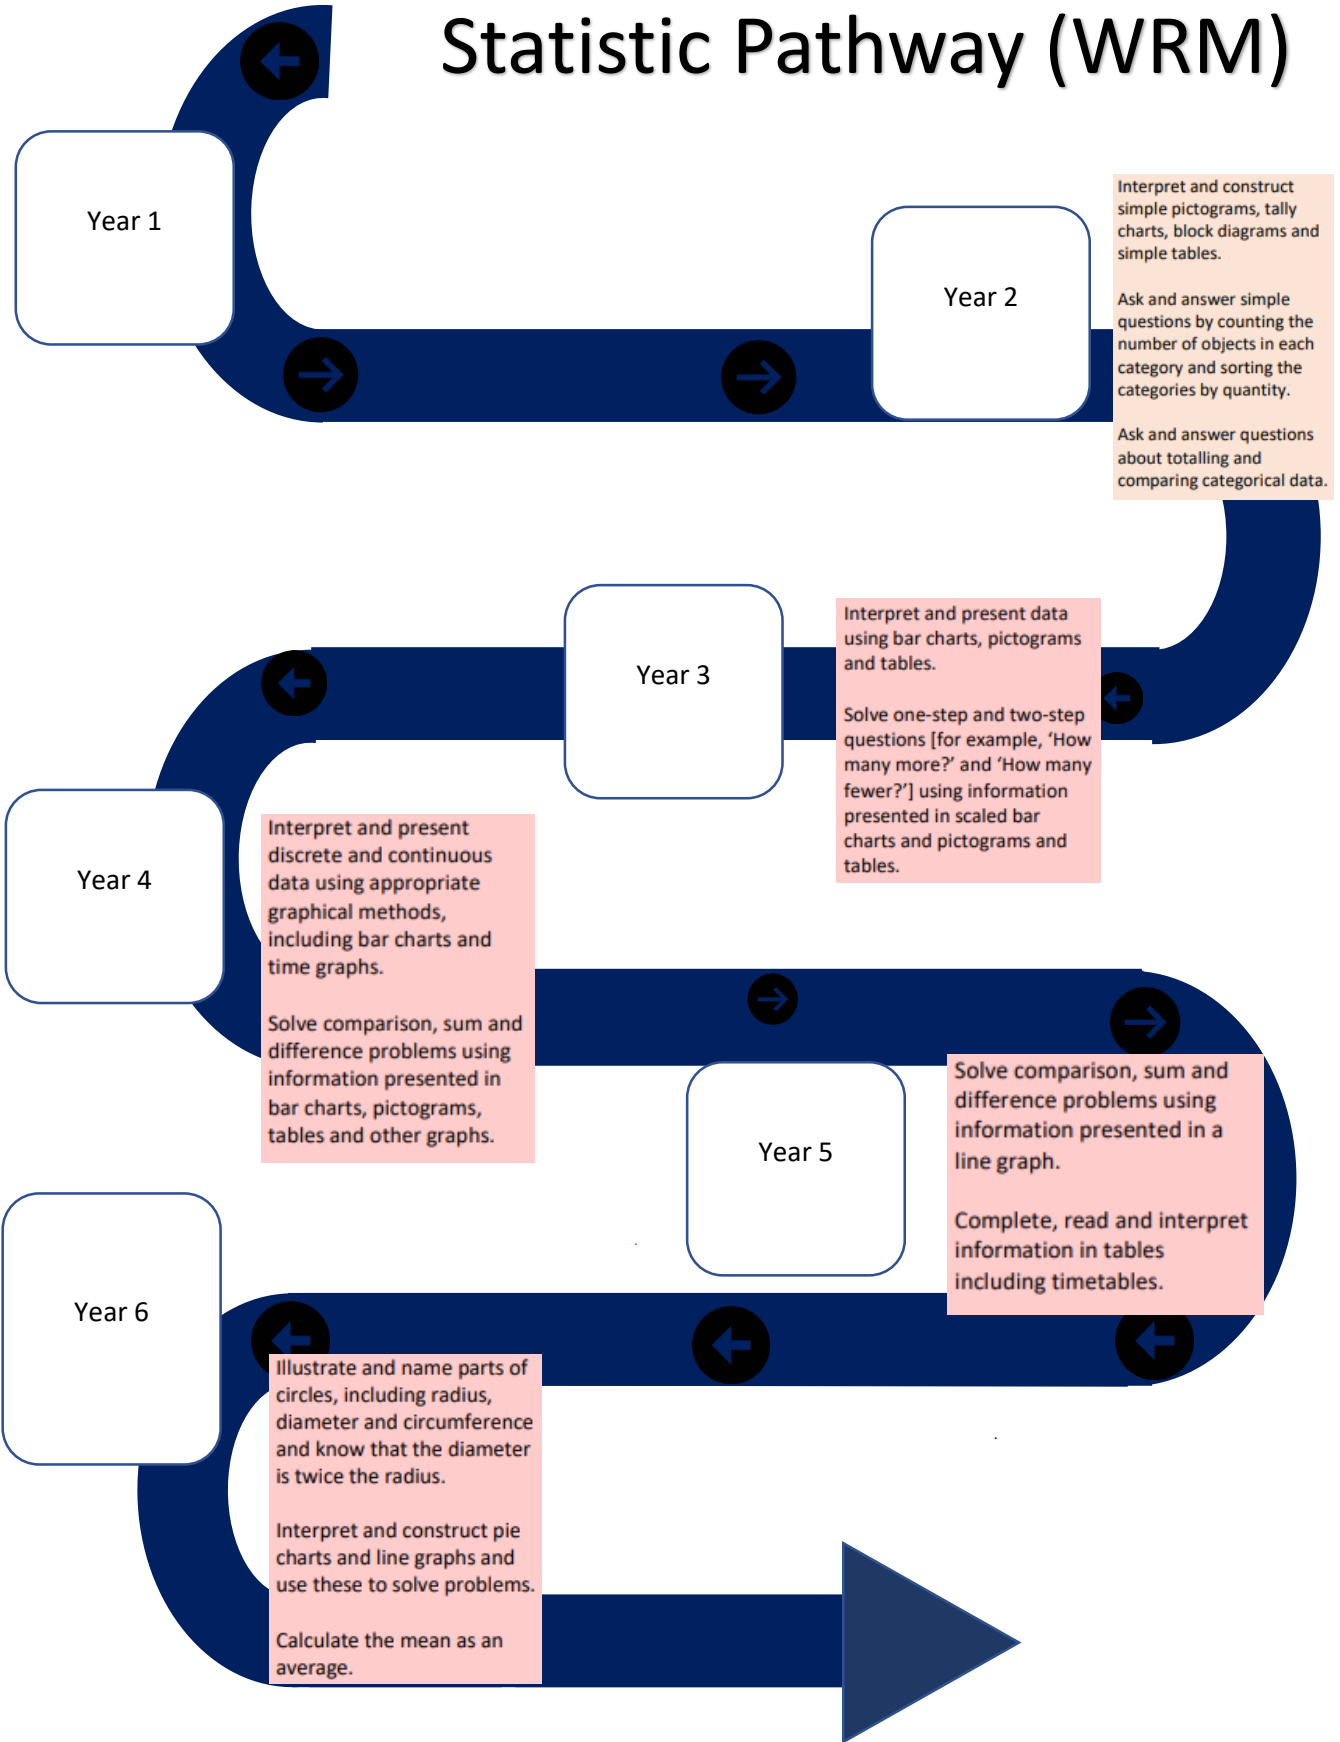 Statistic Pathway (WRM)
Year 1
Year 2
Interpret and construct
simple pictograms, tally
charts, block diagrams and
simple tables.
Ask and answer simple
questions by counting the
number of objects in each
category and sorting the
categories by quantity.
Ask and answer questions
about totalling and
comparing categorical data.
Year 3
Interpret and present data
using bar charts, pictograms
and tables.
Solve one-step and two-step
questions [for example, ‘How
many more?’ and ‘How many
fewer?’] using information
presented in scaled bar
charts and pictograms and
tables.
Year 4
Interpret and present
discrete and continuous
data using appropriate
graphical methods,
including bar charts and
time graphs.
Solve comparison, sum and
difference problems using
information presented in
bar charts, pictograms,
tables and other graphs.
Year 5
Solve comparison, sum and
difference problems using
information presented in a
line graph.
Complete, read and interpret
information in tables
including timetables.
Year 6
Illustrate and name parts of
circles, including radius,
diameter and circumference
and know that the diameter
is twice the radius.
Interpret and construct pie
charts and line graphs and
use these to solve problems.
Calculate the mean as an
average.